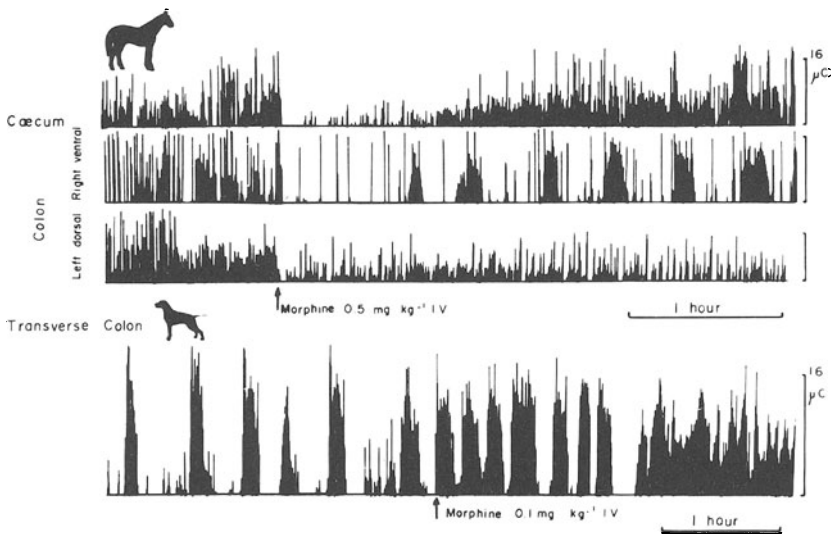 16
μC
Cœcum
Right ventral
Colon
Left dorsal
Morphine 0.5 mg kg⁻¹ IV
1 hour
Transverse Colon
16
μC
Morphine 0.1 mg kg⁻¹ IV
1 hour